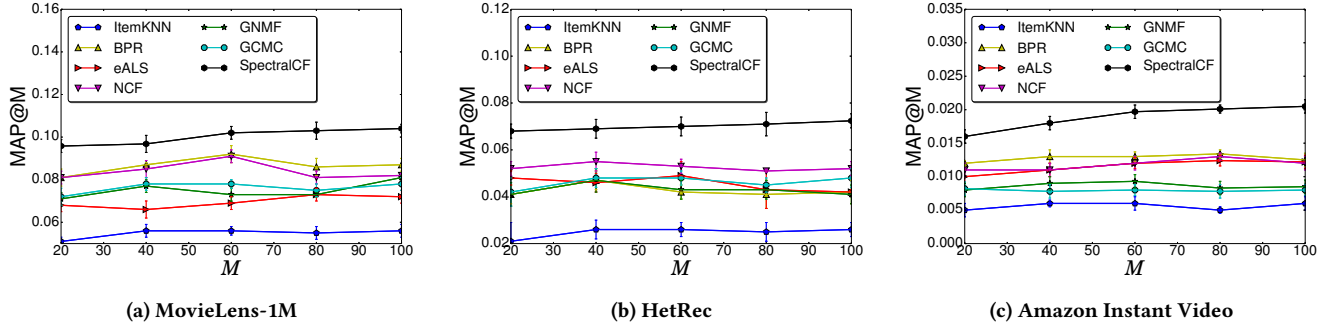 0.16
0.14
0.12
0.10
0.08
0.06
MAP@M
ItemKNN
BPR
eALS
NCF
GNMF
GCMC
SpectralCF
20 30 40 50 60 70 80 90 100
M
(a) MovieLens-1M
0.12
0.10
0.08
0.06
0.04
0.02
MAP@M
ItemKNN
BPR
eALS
NCF
GNMF
GCMC
SpectralCF
20 30 40 50 60 70 80 90 100
M
(b) HetRec
0.035
0.030
0.025
0.020
0.015
0.010
0.005
0.000
MAP@M
ItemKNN
BPR
eALS
NCF
GNMF
GCMC
SpectralCF
20 30 40 50 60 70 80 90 100
M
(c) Amazon Instant Video